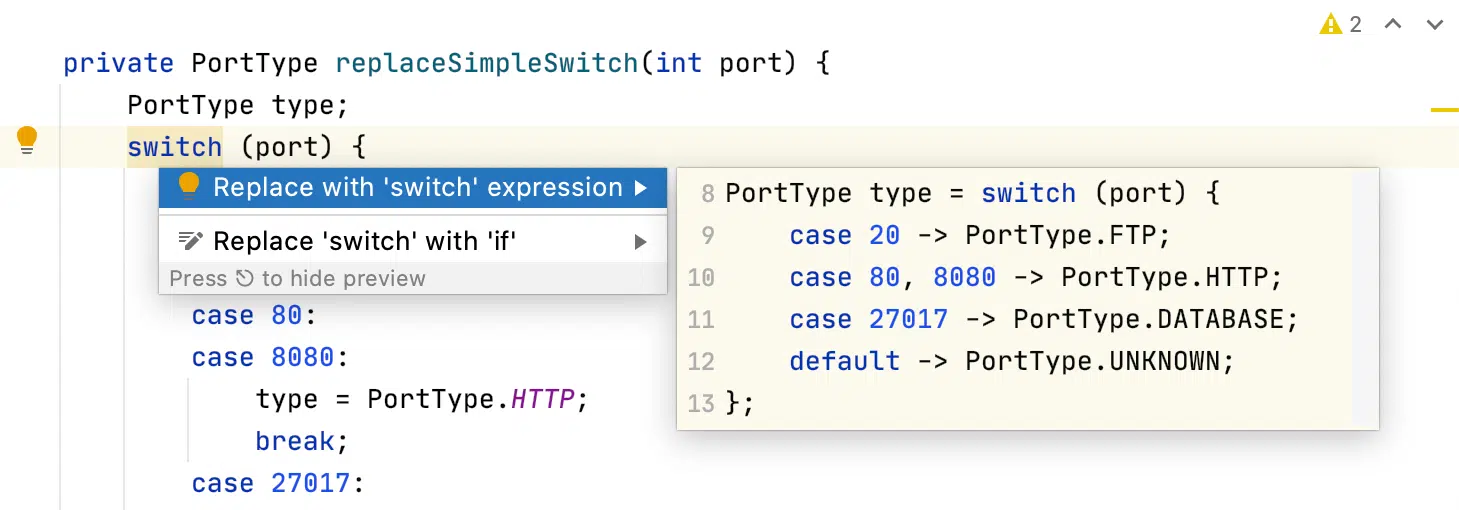 2
private PortType replaceSimpleSwitch(int port) {
PortType type;
switch (port) {
Replace with 'switch' expression
Replace 'switch' with 'if'
Press to hide preview
case 80:
case 8080:
type = PortType.HTTP;
break;
case 27017:
8 PortType type = switch (port) {
9 case 20 -> PortType.FTP;
10 case 80, 8080 -> PortType.HTTP;
11 case 27017 -> PortType.DATABASE;
12 default -> PortType.UNKNOWN;
13 };